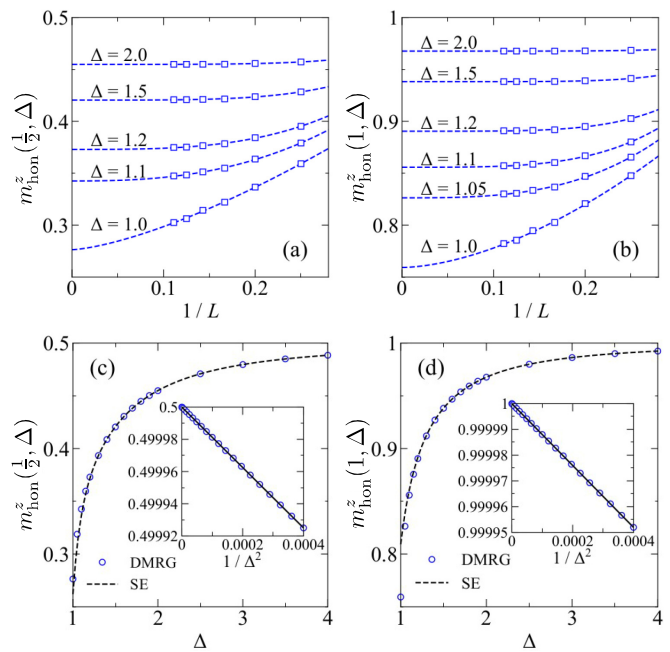 0.5
0.4
0.3
m^z_hon(1/2, Δ)
Δ = 2.0
Δ = 1.5
Δ = 1.2
Δ = 1.1
Δ = 1.0
(a)
0 0.1 0.2
1 / L
1
0.9
0.8
m^z_hon(1, Δ)
Δ = 2.0
Δ = 1.5
Δ = 1.2
Δ = 1.1
Δ = 1.05
Δ = 1.0
(b)
0 0.1 0.2
1 / L
0.5
0.4
0.3
m^z_hon(1/2, Δ)
(c)
0.5
0.49998
0.49996
0.49994
0.49992
0 0.0002 0.0004
1 / Δ^2
DMRG
SE
1 2 3 4
Δ
1
0.9
0.8
m^z_hon(1, Δ)
(d)
1
0.99999
0.99998
0.99997
0.99996
0.99995
0 0.0002 0.0004
1 / Δ^2
DMRG
SE
1 2 3 4
Δ